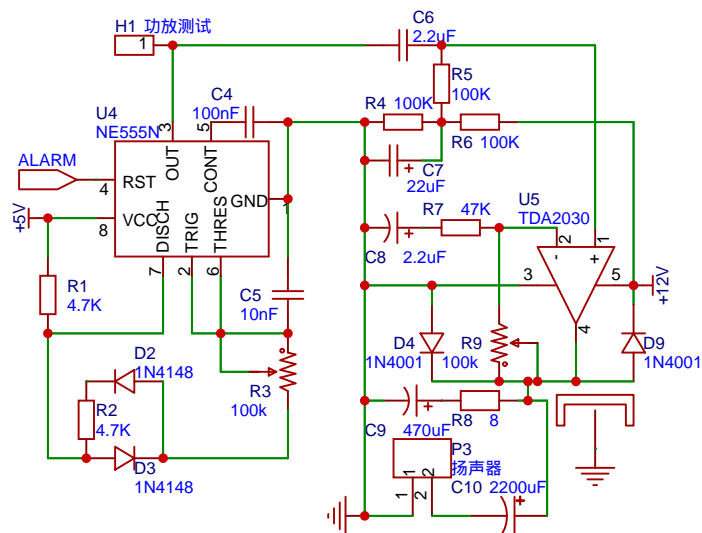 H1 功放测试
1
C6
2.2uF
R5
100K
U4
NE555N
C4
100nF
R4 100K
R6 100K
3
5
OUT
CONT
ALARM
4
RST
GND
1
C7
22uF
+5V
8
VCC
DISCH
TRIG
THRES
7
2
6
R7 47K
C8 2.2uF
U5
TDA2030
2
1
-
+
3
5
4
+12V
R1
4.7K
C5
10nF
D4
1N4001
R9
100k
D9
1N4001
D2
1N4148
R2
4.7K
D3
1N4148
R3
100k
C9 470uF
R8 8
P3
扬声器
1
2
1
2
C10 2200uF